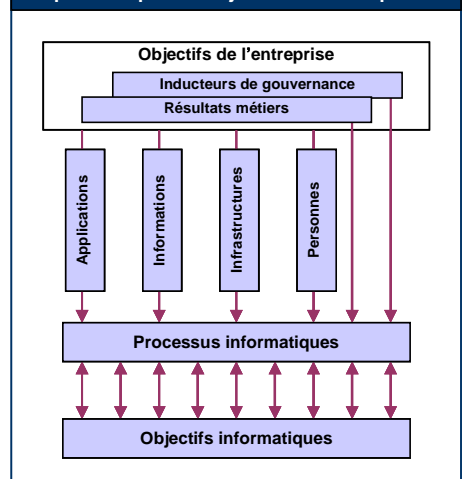 Objectifs de l'entreprise
Inducteurs de gouvernance
Résultats métiers
Applications
Informations
Infrastructures
Personnes
Processus informatiques
Objectifs informatiques